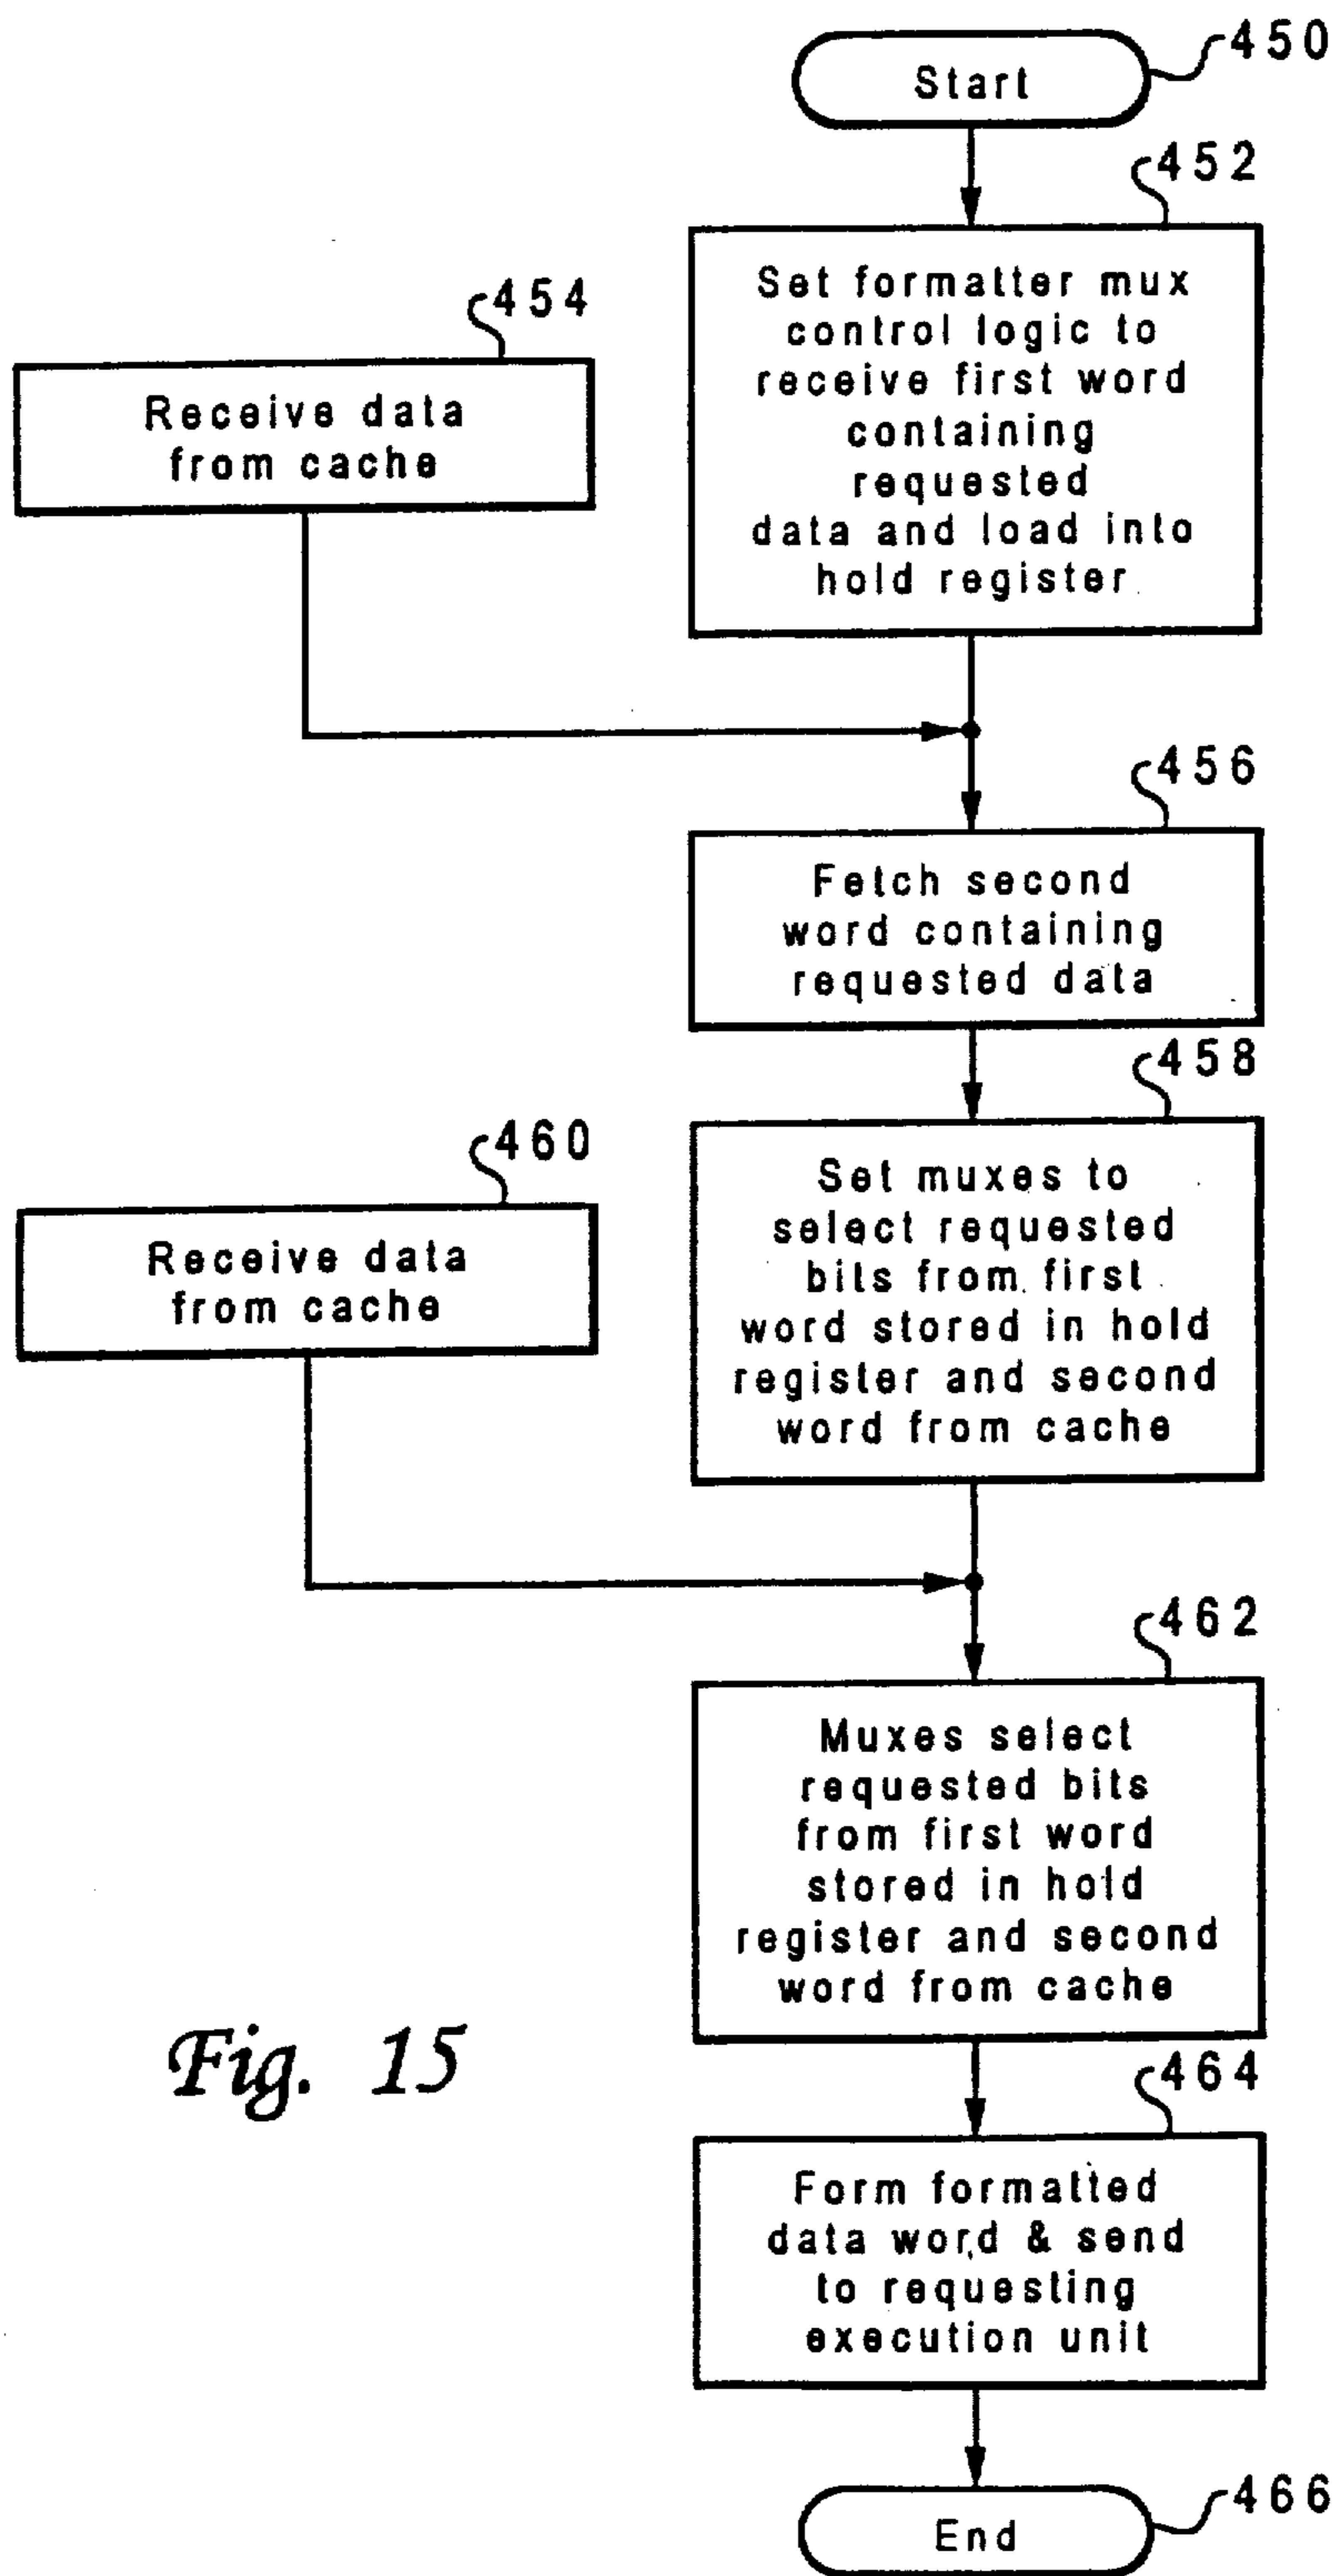 450
Start
452
Set formatter mux
control logic to
receive first word
containing
requested
data and load into
hold register
454
Receive data
from cache
456
Fetch second
word containing
requested data
458
Set muxes to
select requested
bits from first
word stored in hold
register and second
word from cache
460
Receive data
from cache
462
Muxes select
requested bits
from first word
stored in hold
register and second
word from cache
464
Form formatted
data word & send
to requesting
execution unit
466
End
Fig. 15